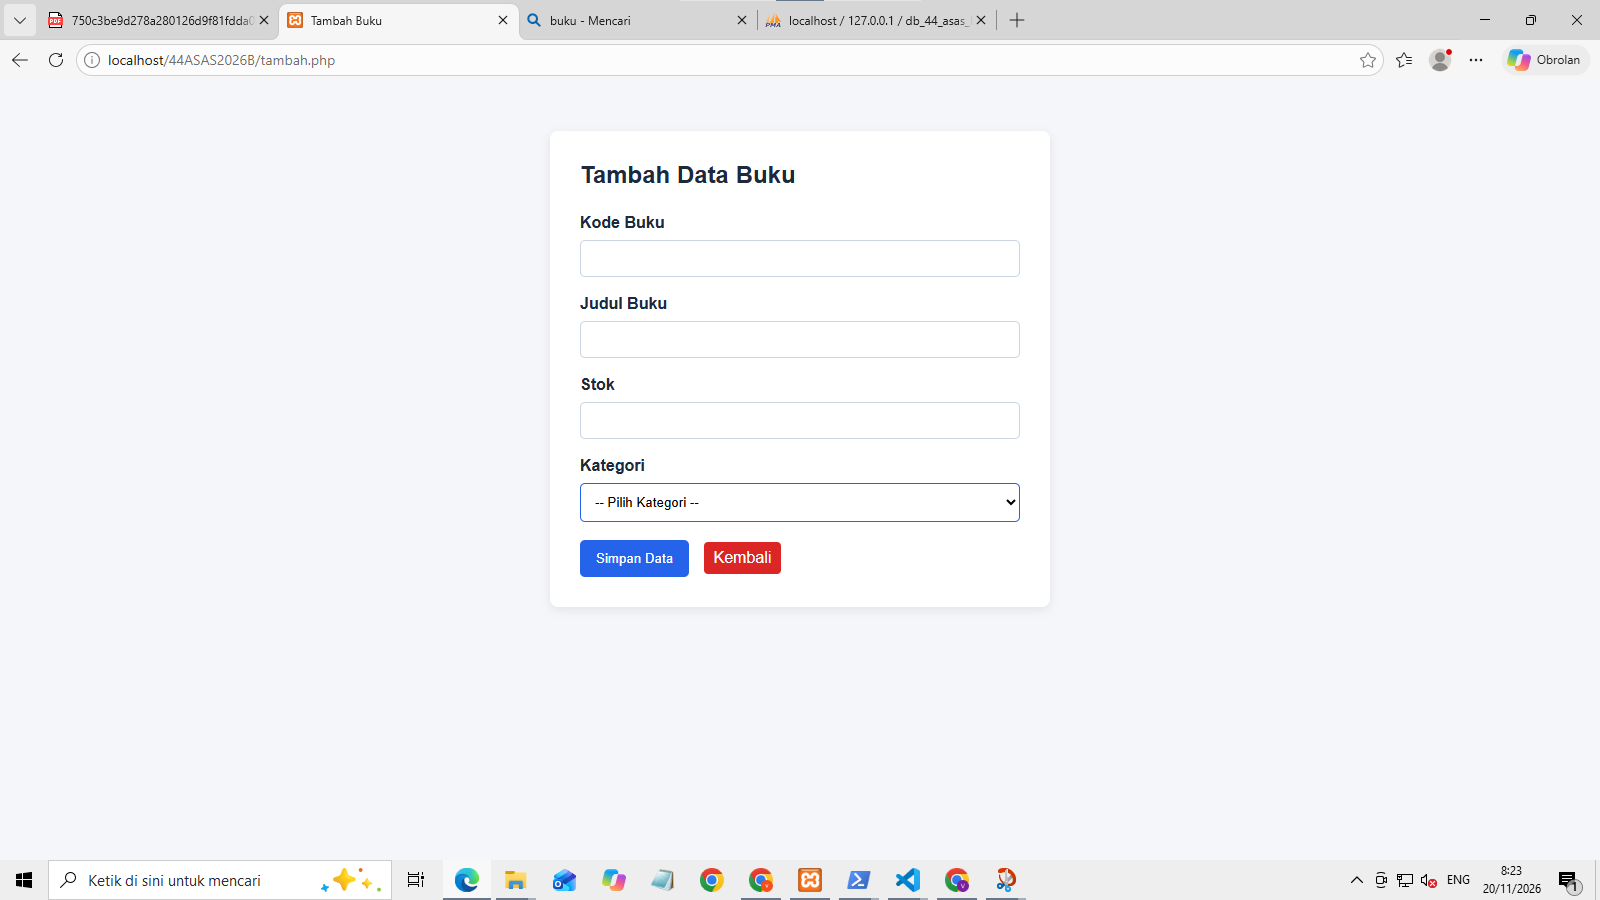 750c3be9d278a280126d9f81fdda0
Tambah Buku
buku - Mencari
localhost / 127.0.0.1 / db_44_asas_
localhost/44ASAS2026B/tambah.php
Obrolan
Tambah Data Buku
Kode Buku
Judul Buku
Stok
Kategori
-- Pilih Kategori --
Simpan Data
Kembali
Ketik di sini untuk mencari
ENG
8:23
20/11/2026
1